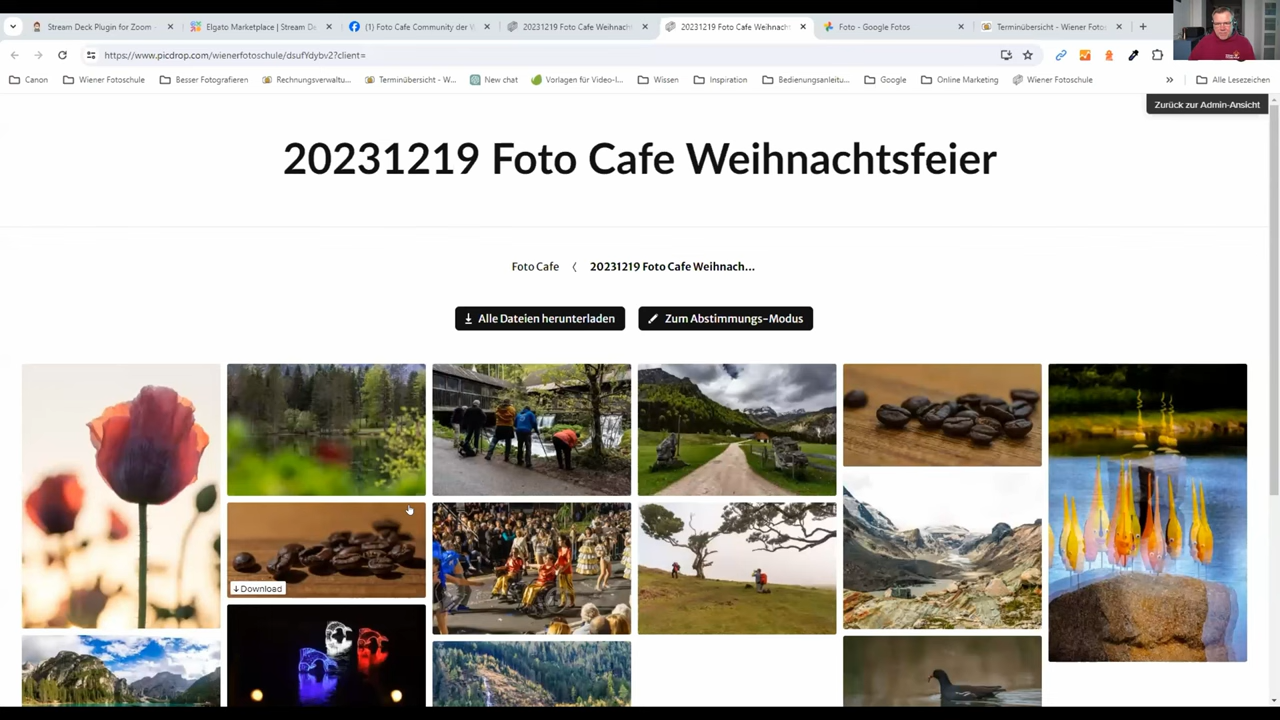 Stream Deck Plugin for Zoom -
Elgato Marketplace | Stream De
(1) Foto Cafe Community der W
20231219 Foto Cafe Weihnacht
20231219 Foto Cafe Weihnacht
Foto - Google Fotos
Terminübersicht - Wiener Fotos
https://www.picdrop.com/wienerfotoschule/dsufYdybv2?client=
Canon
Wiener Fotoschule
Besser Fotografieren
Rechnungsverwaltu...
Terminübersicht - W...
New chat
Vorlagen für Video-I...
Wissen
Inspiration
Bedienungsanleitu...
Google
Online Marketing
Wiener Fotoschule
Alle Lesezeichen
Zurück zur Admin-Ansicht
20231219 Foto Cafe Weihnachtsfeier
Foto Cafe 〈 20231219 Foto Cafe Weihnach...
Alle Dateien herunterladen
Zum Abstimmungs-Modus
Download